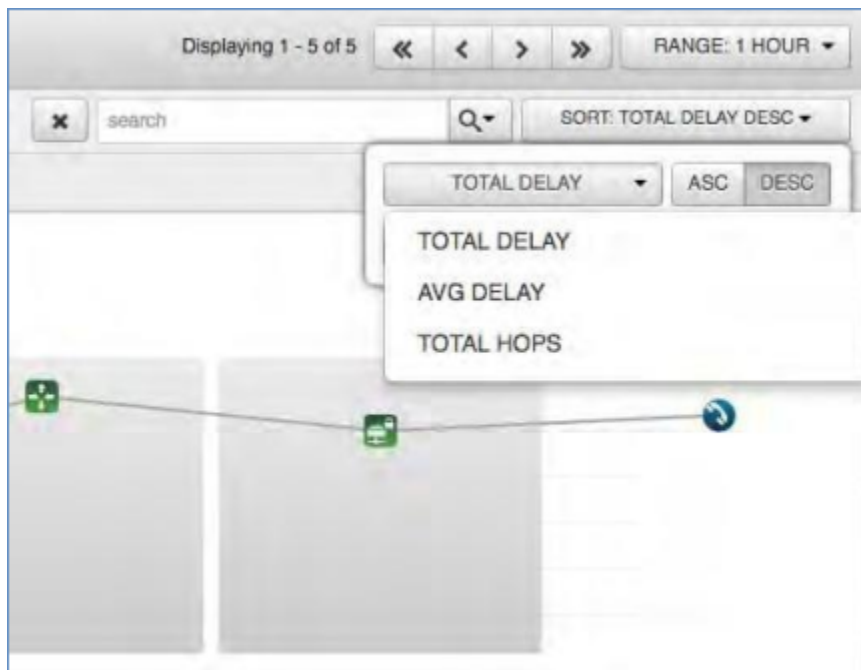 Displaying 1 - 5 of 5
RANGE: 1 HOUR
search
SORT: TOTAL DELAY DESC
TOTAL DELAY
ASC
DESC
TOTAL DELAY
AVG DELAY
TOTAL HOPS